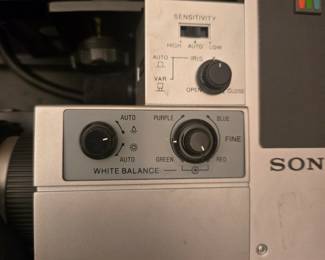 SENSITIVITY
HIGH AUTO LOW
AUTO IRIS
VAR
OPEN CLOSE
AUTO PURPLE BLUE
FINE
AUTO GREEN RED
WHITE BALANCE
SON